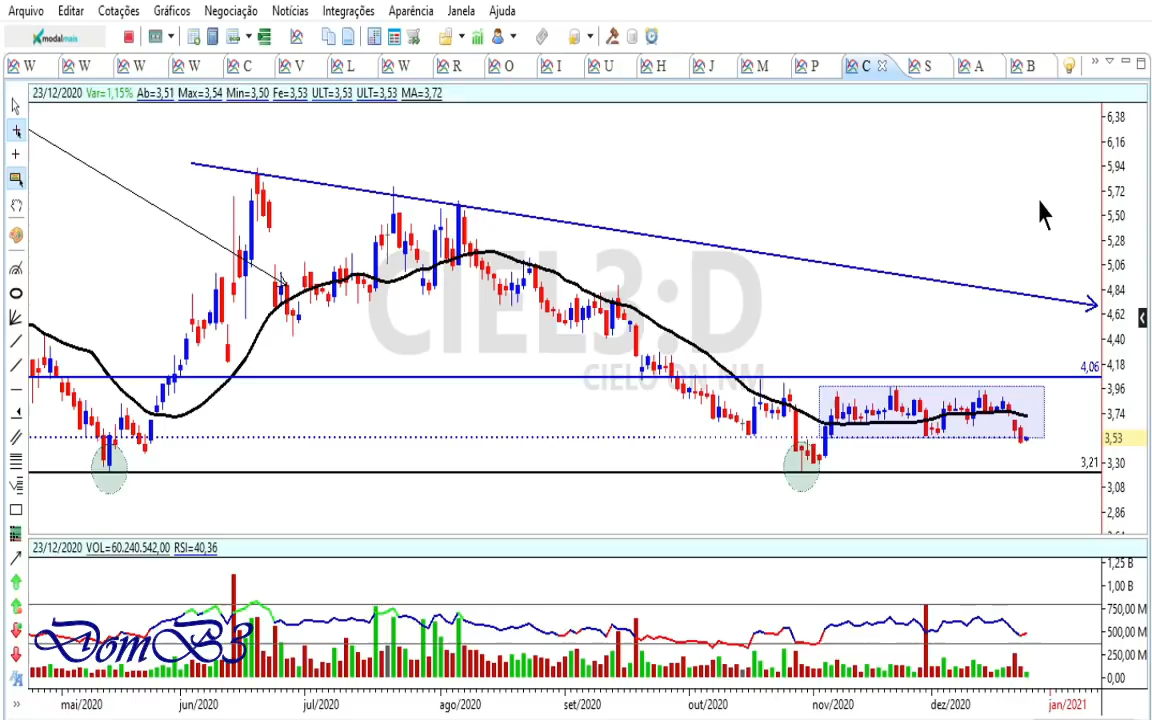 Arquivo Editar Cotações Gráficos Negociação Notícias Integrações Aparência Janela Ajuda
modalmais
W W W W C V L W R O I U H J M P C S A B
23/12/2020 Var=1,15% Ab=3,51 Max=3,54 Min=3,50 Fe=3,53 ULT=3,53 ULT=3,53 MA=3,72
6,38
6,16
5,94
5,72
5,50
5,28
5,06
4,84
4,62
4,40
4,18
3,96
3,74
3,53
3,30
3,08
2,86
CIEL3:D
CIELO ON NM
4,06
3,21
23/12/2020 VOL=60.240.542,00 RSI=40,36
1,25 B
1,00 B
750,00 M
500,00 M
250,00 M
0,00
DomB3
mai/2020 jun/2020 jul/2020 ago/2020 set/2020 out/2020 nov/2020 dez/2020 jan/2021